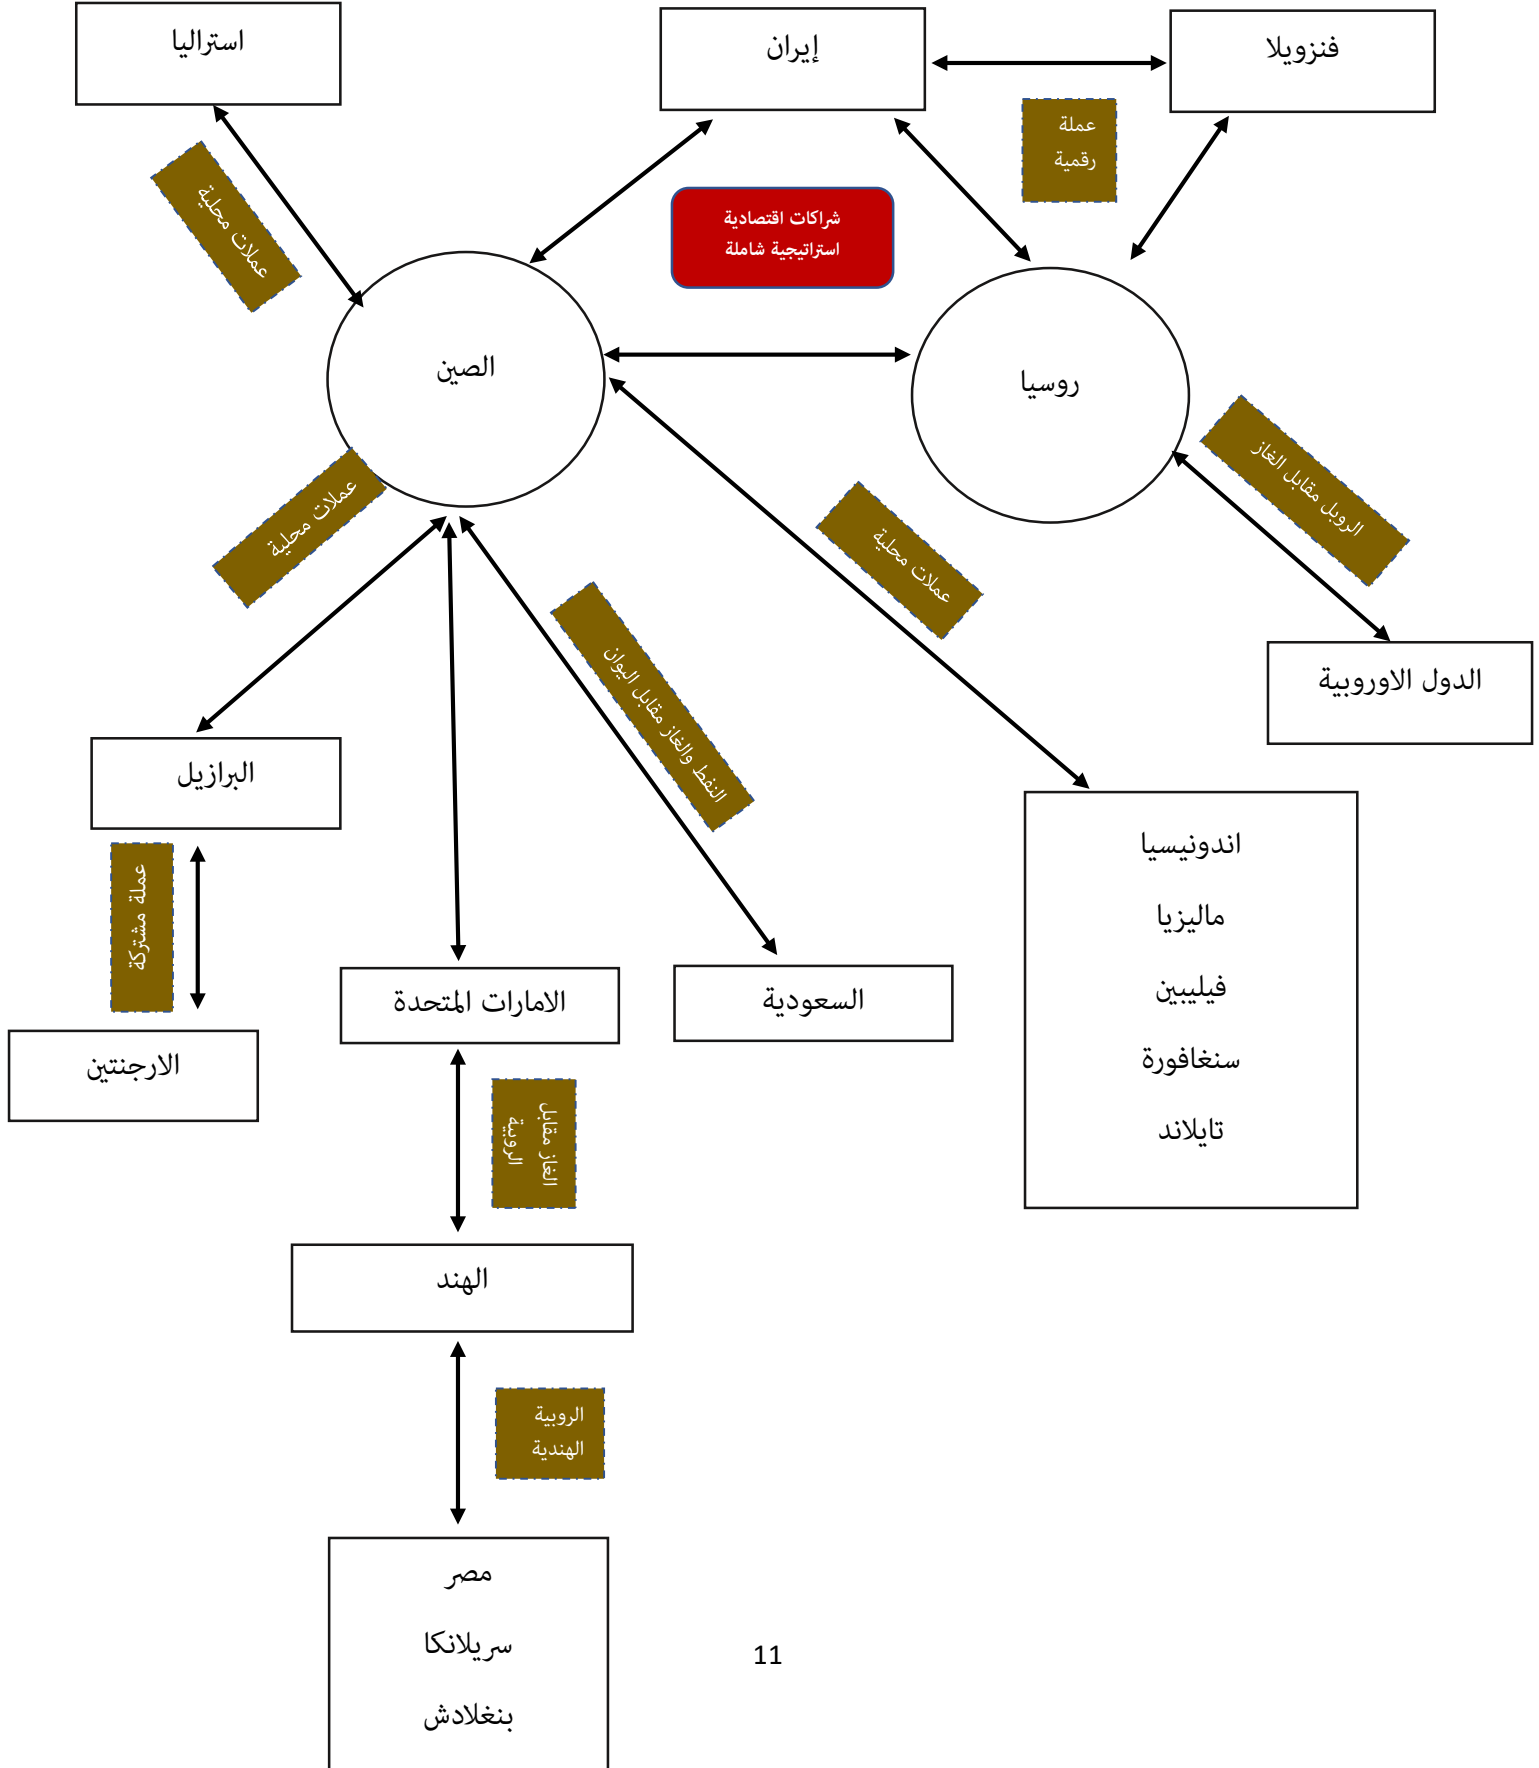 استراليا
إيران
فنزويلا
عملة
رقمية
عملات محلية
شراكات اقتصادية
استراتيجية شاملة
الصين
روسيا
الروبل مقابل الغاز
عملات محلية
عملات محلية
النفط والغاز مقابل اليوان
الدول الاوروبية
البرازيل
عملة مشتركة
الارجنتين
الامارات المتحدة
السعودية
اندونيسيا
ماليزيا
فيليبين
سنغافورة
تايلاند
الغاز مقابل
الروبية
الهند
الروبية
الهندية
مصر
سريلانكا
بنغلادش
11